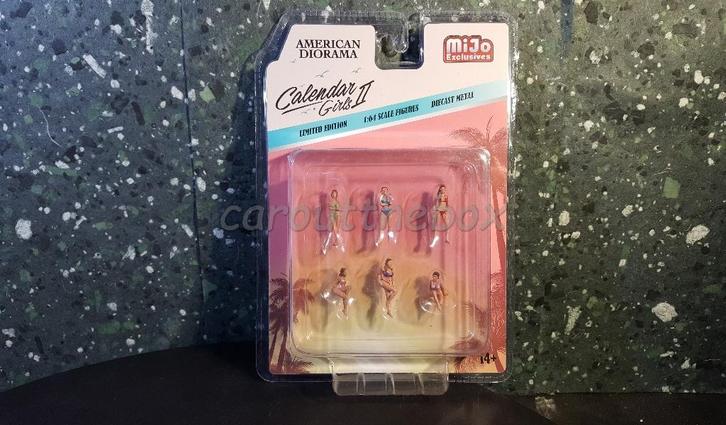 AMERICAN
DIORAMA
MiJo
Exclusives
Calendar
Girls II
LIMITED EDITION
1:64 SCALE FIGURES
DIECAST METAL
caroutthebox
14+